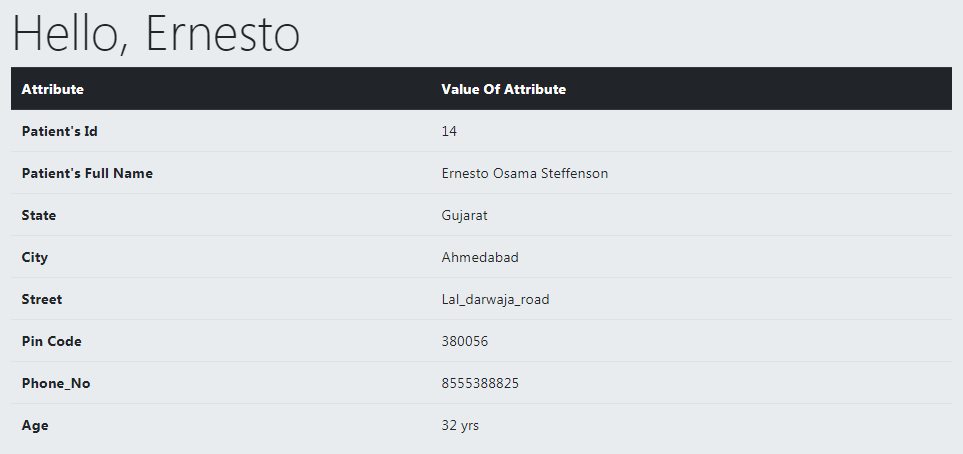 Hello, Ernesto
Attribute Value Of Attribute
Patient's Id 14
Patient's Full Name Ernesto Osama Steffenson
State Gujarat
City Ahmedabad
Street Lal_darwaja_road
Pin Code 380056
Phone_No 8555388825
Age 32 yrs